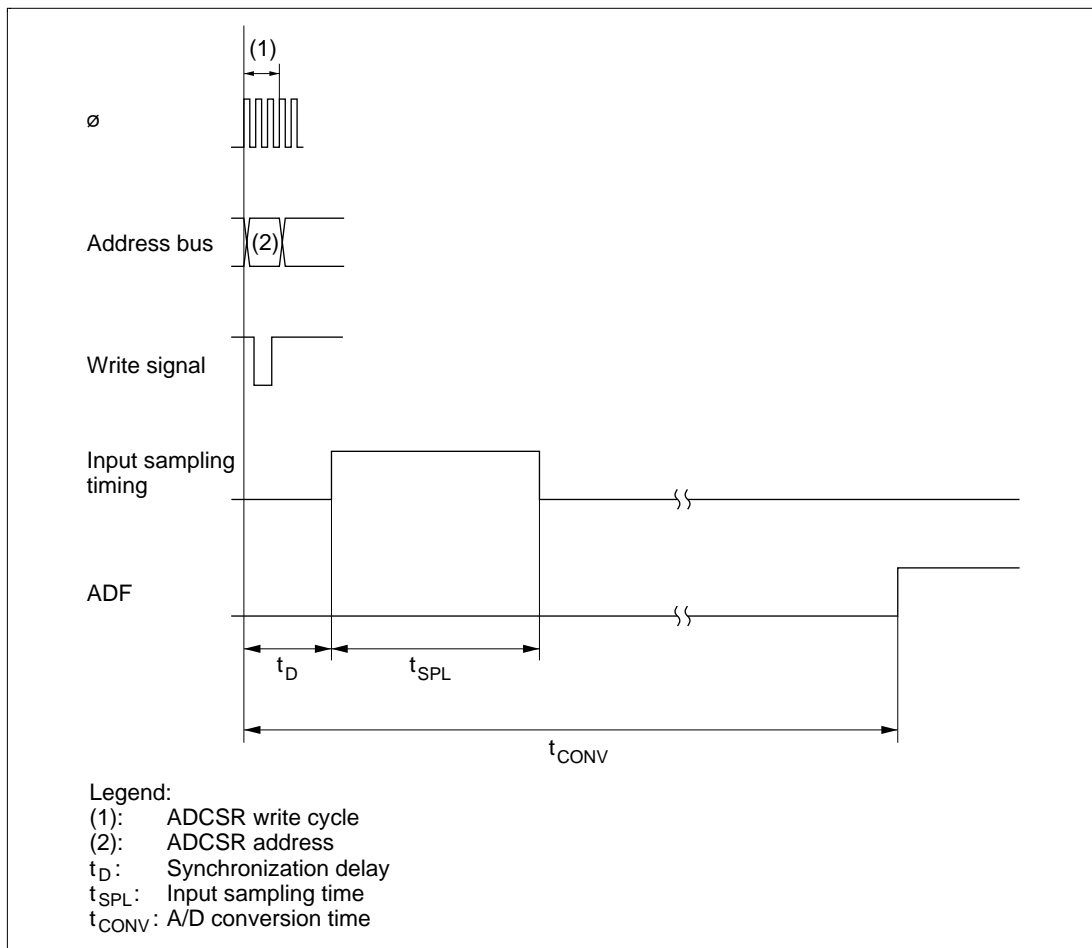 (1)
ø
Address bus
(2)
Write signal
Input sampling
timing
ADF
tD
tSPL
tCONV
Legend:
(1): ADCSR write cycle
(2): ADCSR address
tD: Synchronization delay
tSPL: Input sampling time
tCONV: A/D conversion time